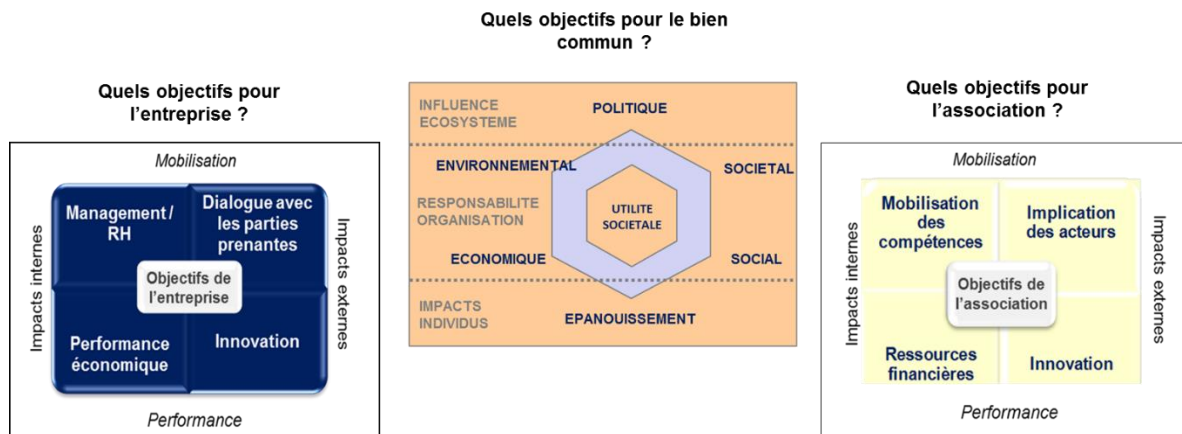 Quels objectifs pour le bien
commun ?
Quels objectifs pour
l'entreprise ?
Mobilisation
Impacts internes
Management /
RH
Dialogue avec
les parties
prenantes
Objectifs de
l'entreprise
Performance
économique
Innovation
Impacts externes
Performance
INFLUENCE
ECOSYSTEME
POLITIQUE
ENVIRONNEMENTAL
SOCIETAL
RESPONSABILITE
ORGANISATION
UTILITE
SOCIETALE
ECONOMIQUE
SOCIAL
IMPACTS
INDIVIDUS
EPANOUISSEMENT
Quels objectifs pour
l'association ?
Mobilisation
Impacts internes
Mobilisation
des
compétences
Implication
des acteurs
Objectifs de
l'association
Ressources
financières
Innovation
Impacts externes
Performance